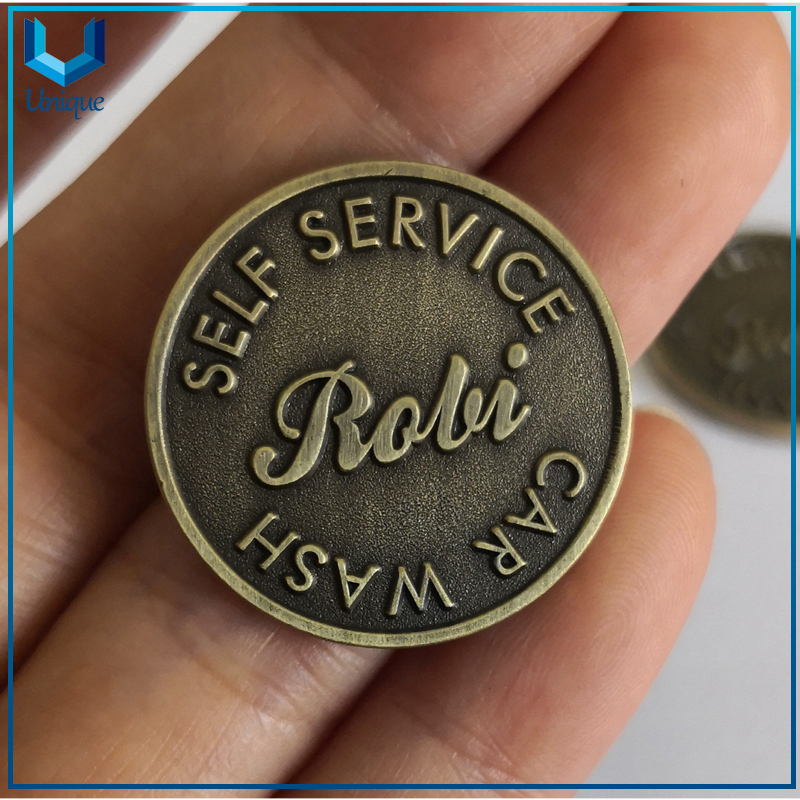 Unique
SELF SERVICE
Robi
CAR WASH